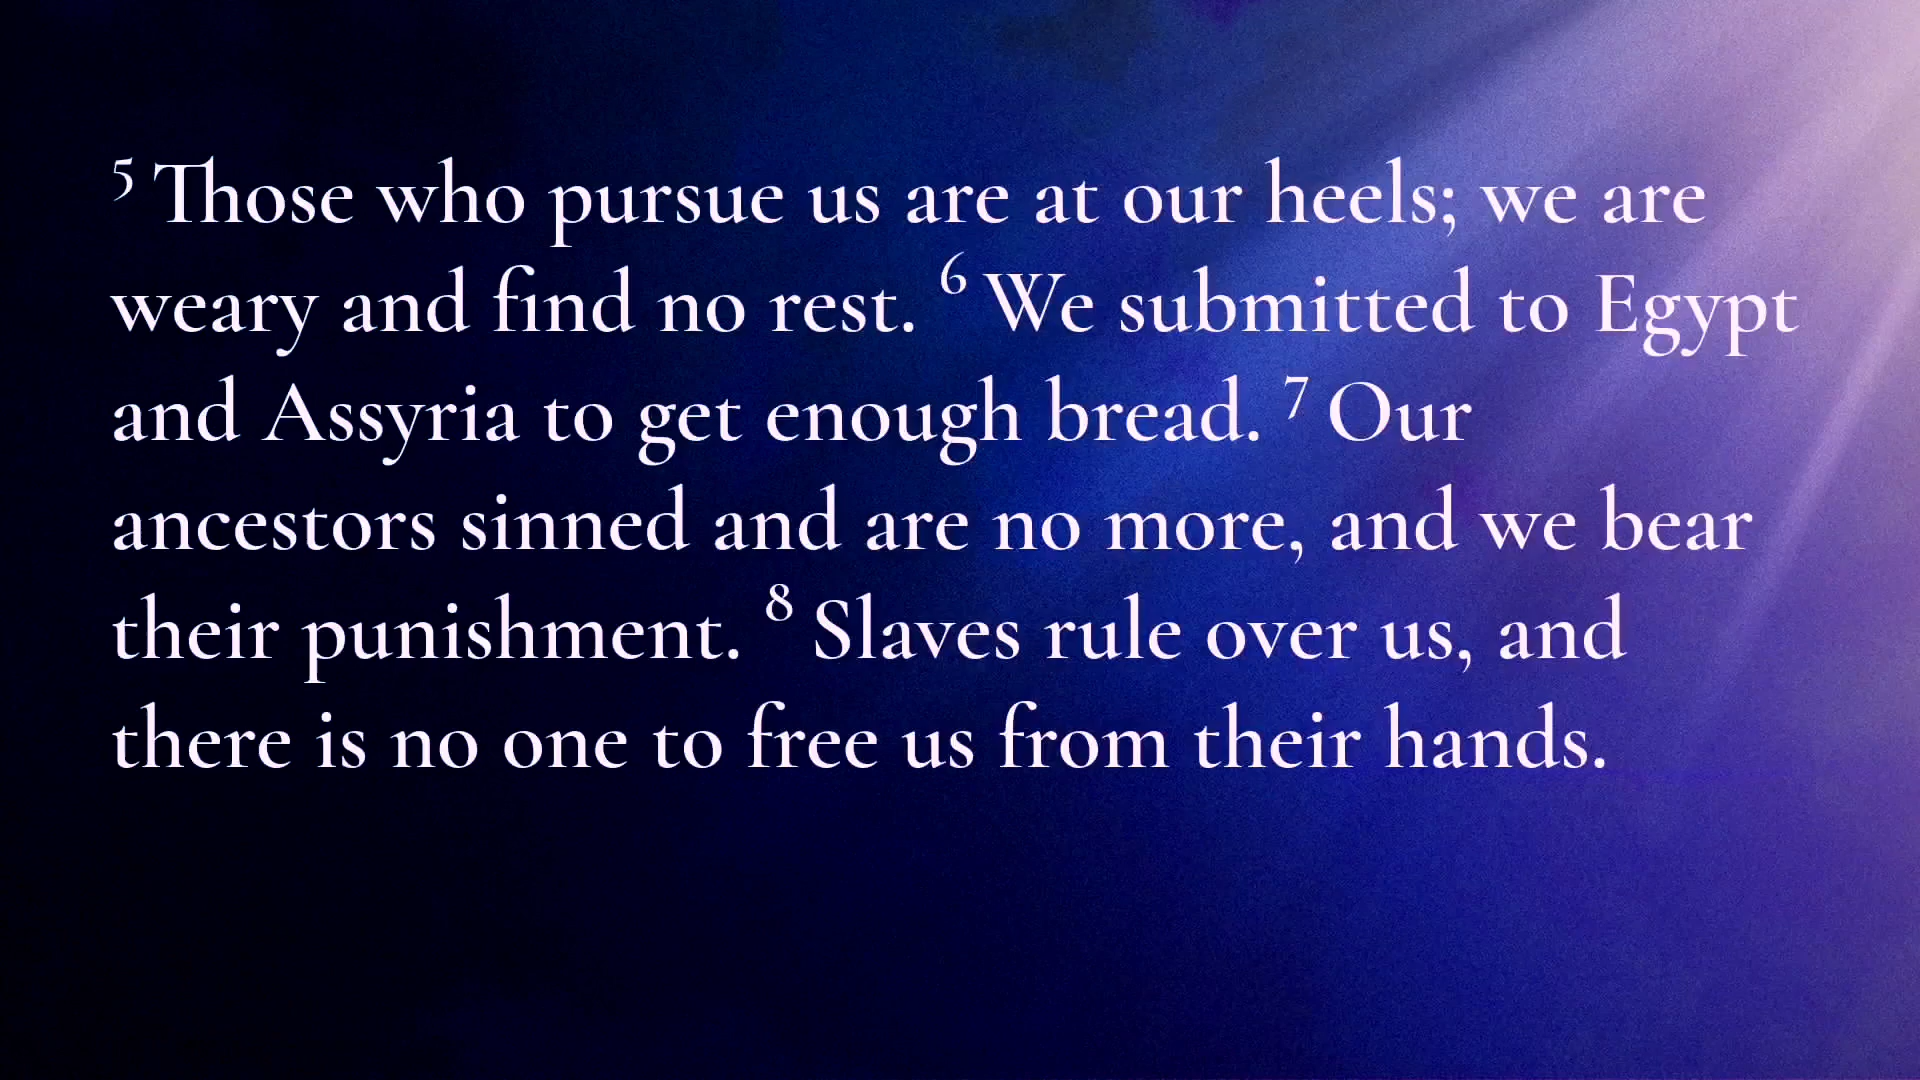 5 Those who pursue us are at our heels; we are
weary and find no rest. 6 We submitted to Egypt
and Assyria to get enough bread. 7 Our
ancestors sinned and are no more, and we bear
their punishment. 8 Slaves rule over us, and
there is no one to free us from their hands.